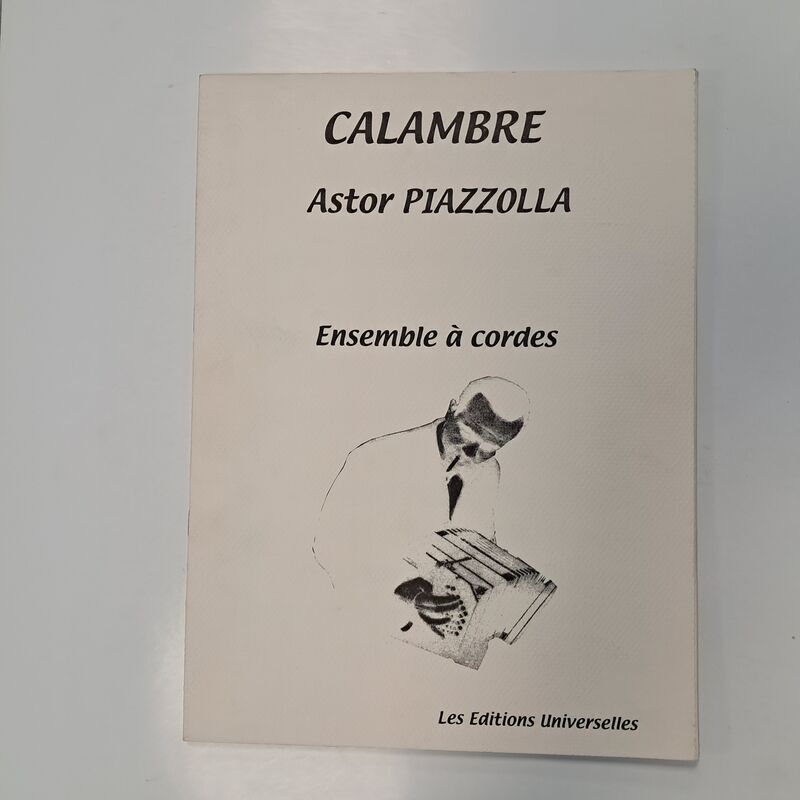 CALAMBRE
Astor PIAZZOLLA
Ensemble à cordes
Les Editions Universelles